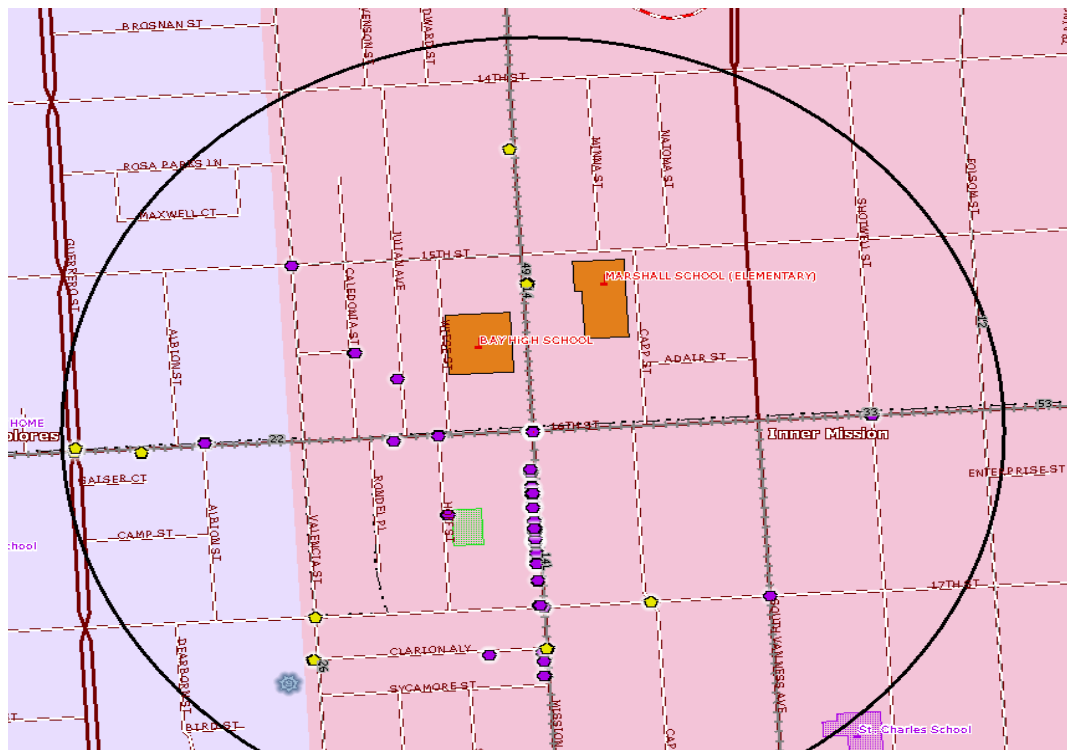 BROSNAN ST
14TH ST
ROSA PARKS LN
MAXWELL CT
GUERRERO ST
MINNA ST
NATOMA ST
FOLSOM ST
SHOTWELL ST
15TH ST
JULIAN AVE
CALEDONIA ST
49
14
MARSHALL SCHOOL (ELEMENTARY)
BAY HIGH SCHOOL
WIESE ST
ALBION ST
CAPP ST
ADAIR ST
12
HOME
olores
22
16TH ST
33
53
Inner Mission
GAISER CT
ENTERPRISE ST
RONDEL PL
ALBION ST
CAMP ST
chool
VALENCIA ST
14
17TH ST
SOUTH VAN NESS AVE
DEARBORN ST
CLARION ALY
26
SYCAMORE ST
MISSION
BIRD ST
CAP
St. Charles School